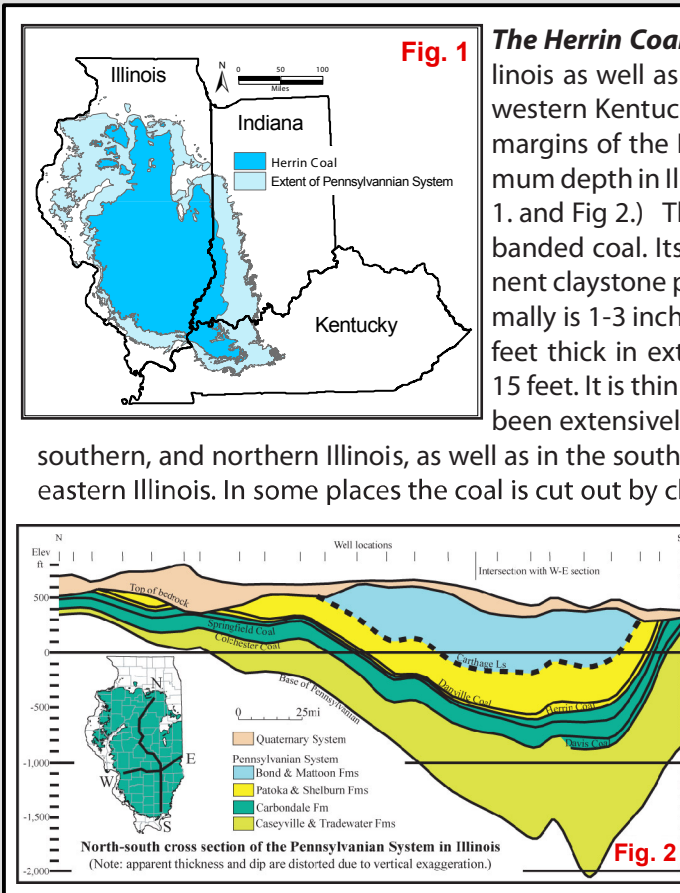 Fig. 1
N
0 50 100
Miles
Illinois
Indiana
Herrin Coal
Extent of Pennsylvannian System
Kentucky
The Herrin Coal
linois as well as
western Kentuc
margins of the
mum depth in Il
1. and Fig 2.) Th
banded coal. Its
nent claystone p
mally is 1-3 inch
feet thick in ext
15 feet. It is thin
been extensivel
southern, and northern Illinois, as well as in the south
eastern Illinois. In some places the coal is cut out by cl
N
Well locations
S
Elev
ft
Intersection with W-E section
500
0
-500
-1,000
-1,500
-2,000
Top of bedrock
Springfield Coal
Colchester Coal
Base of Pennsylvanian
Carthage Ls
Danville Coal
Herrin Coal
Davis Coal
N
E
W
S
0 25mi
Quaternary System
Pennsylvanian System
Bond & Mattoon Fms
Patoka & Shelburn Fms
Carbondale Fm
Caseyville & Tradewater Fms
North-south cross section of the Pennsylvanian System in Illinois
(Note: apparent thickness and dip are distorted due to vertical exaggeration.)
Fig. 2